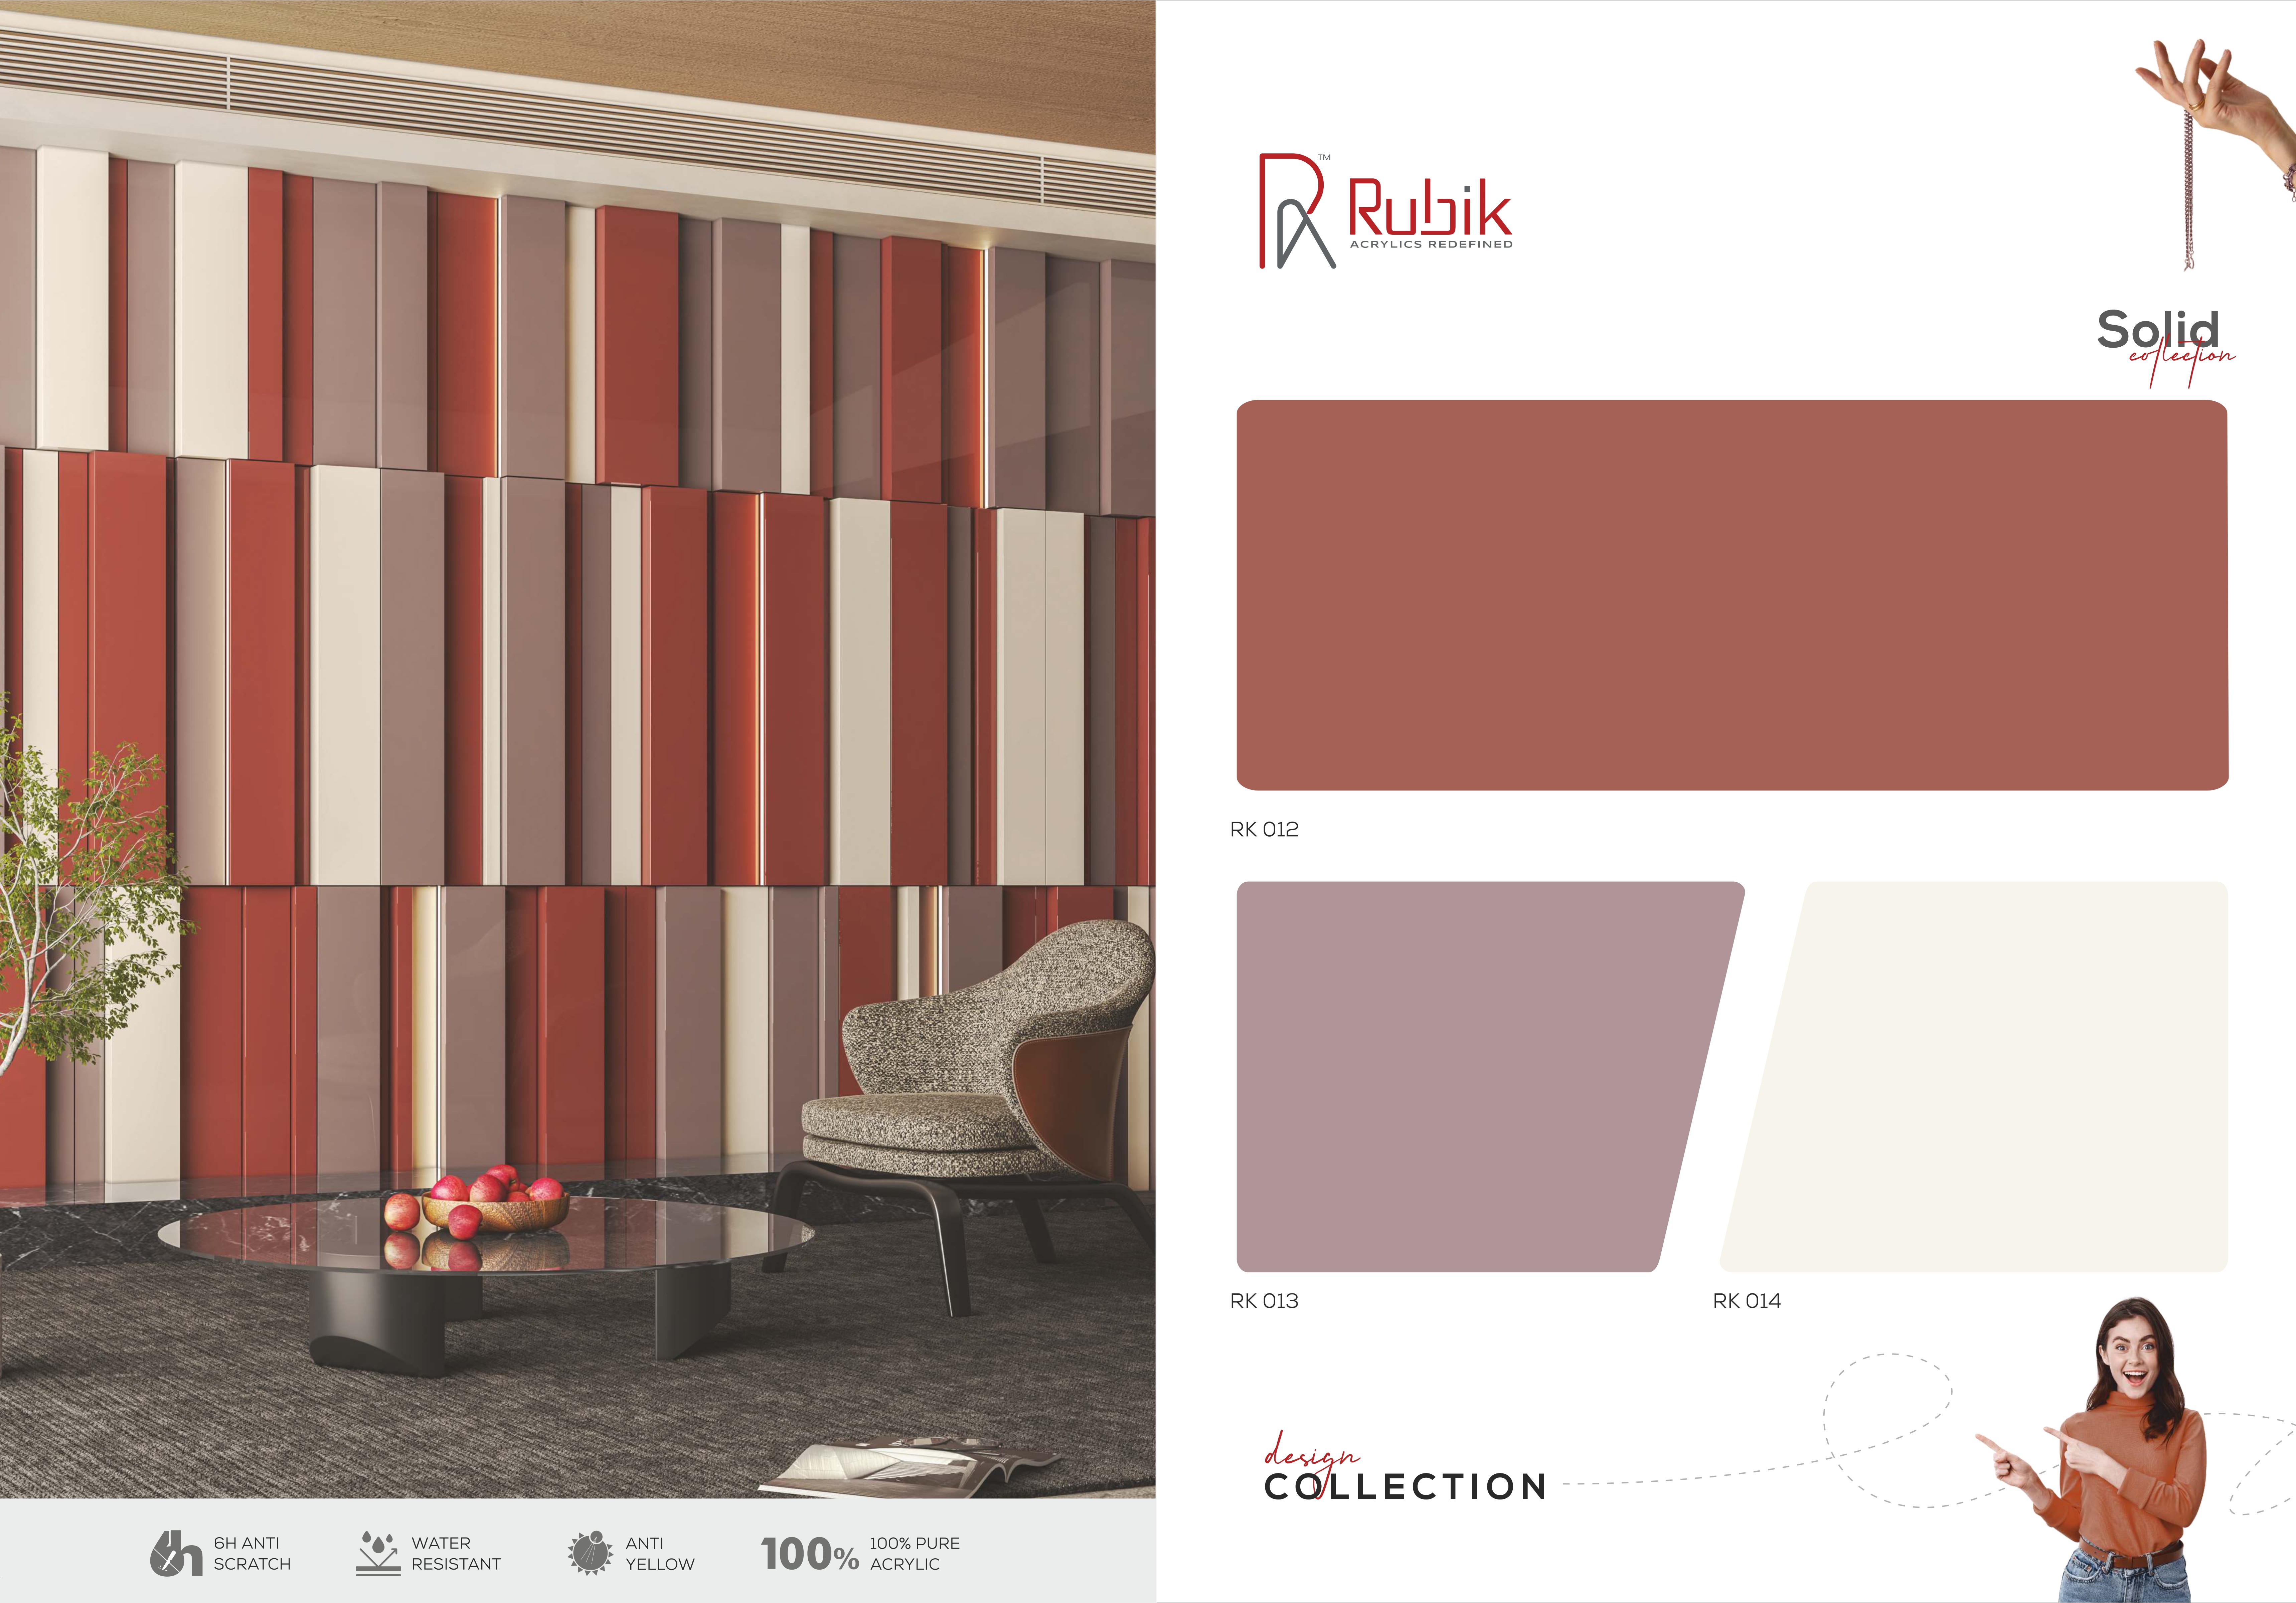 6H ANTI
SCRATCH
WATER
RESISTANT
ANTI
YELLOW
100%
100% PURE
ACRYLIC
TM
Rubik
ACRYLICS REDEFINED
Solid
collection
RK 012
RK 013
RK 014
design
COLLECTION